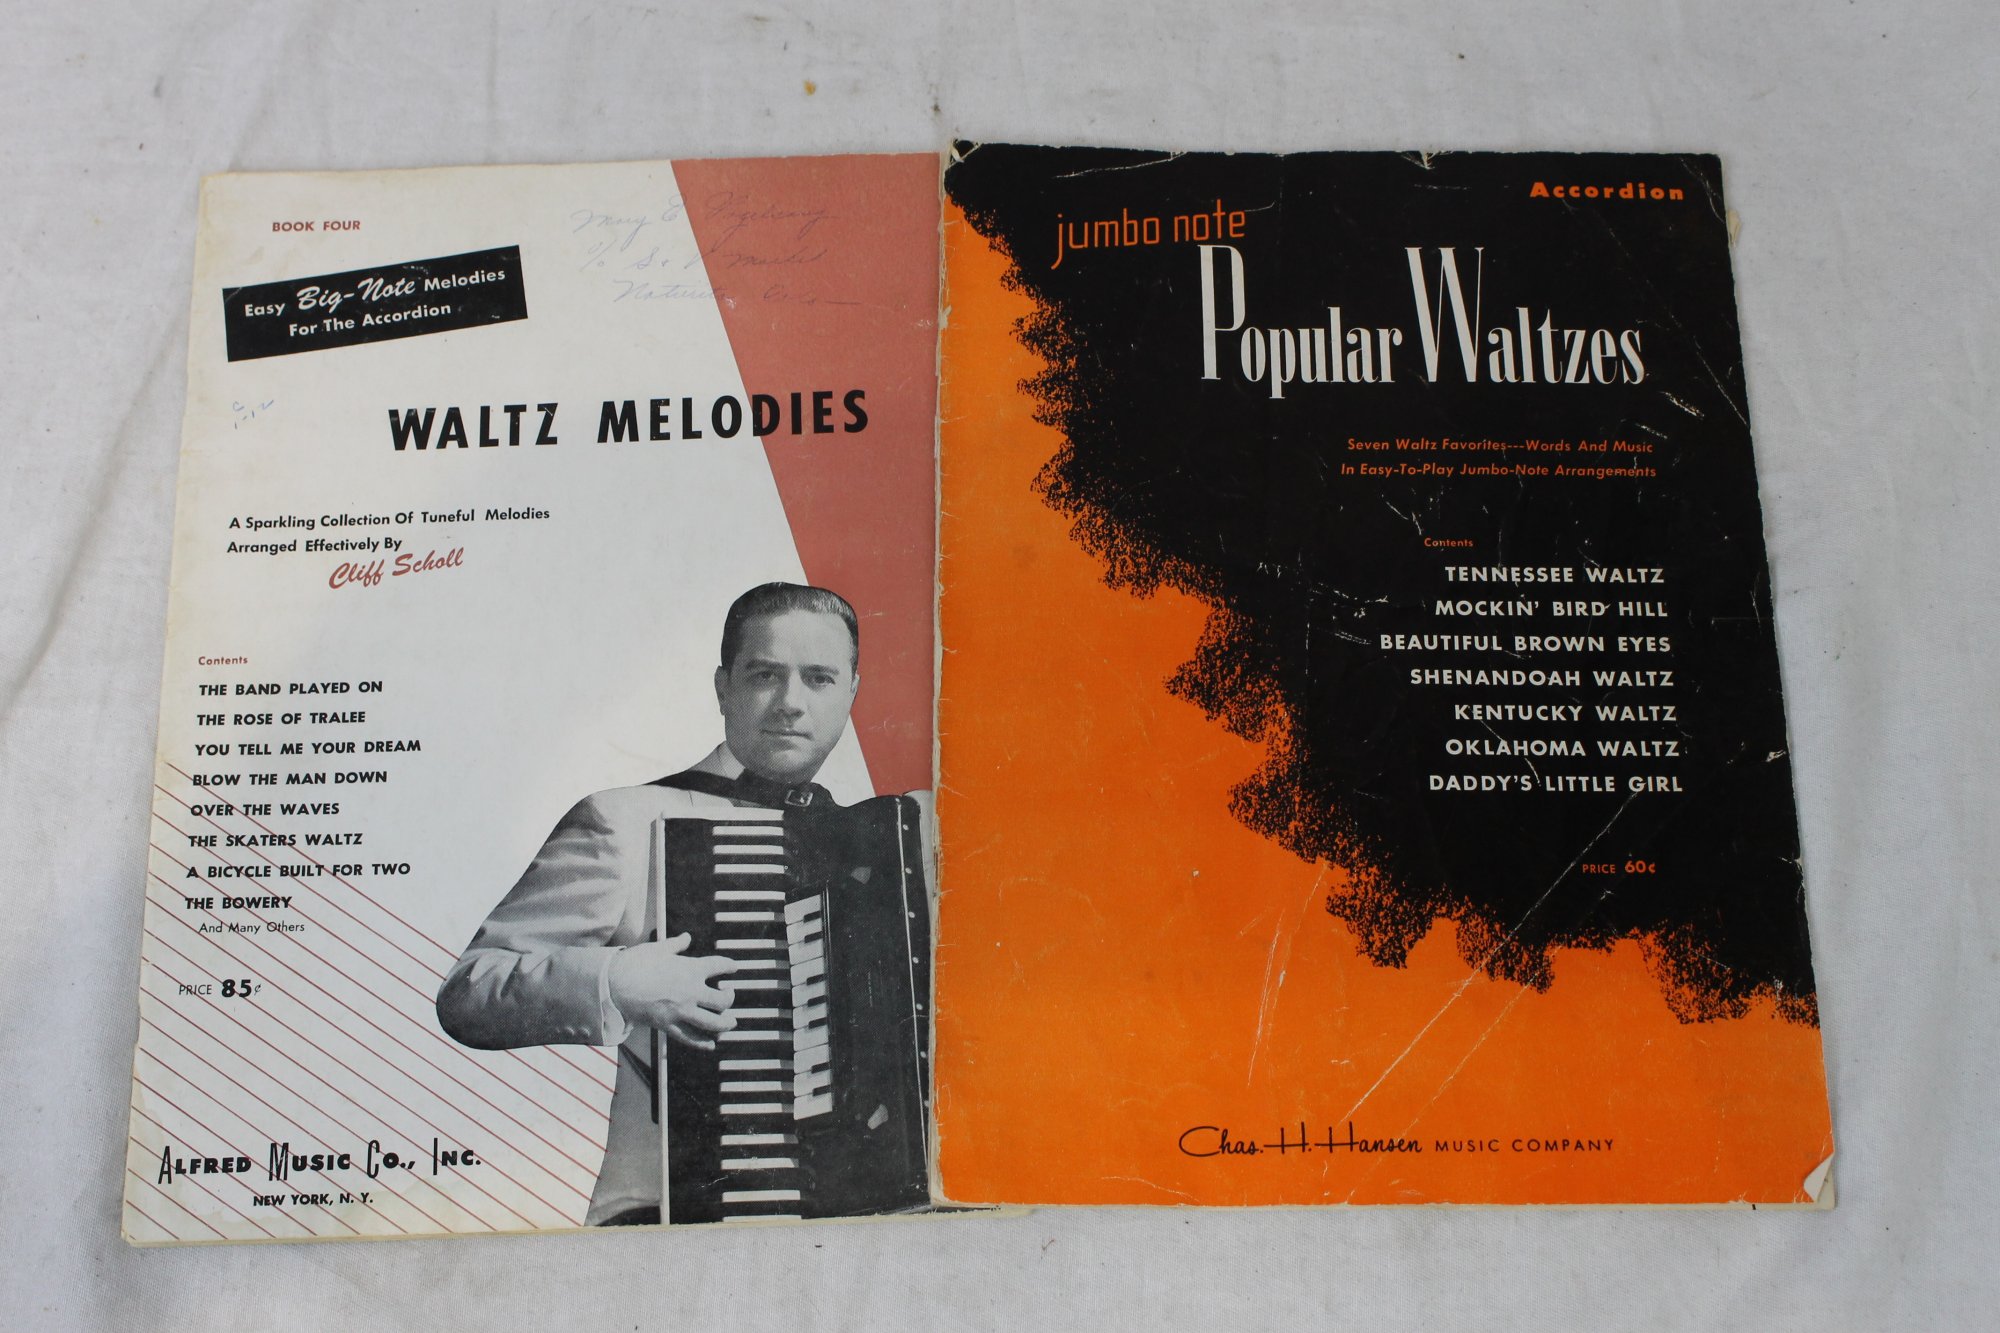 BOOK FOUR
Easy Big-Note Melodies
For The Accordion
Mary E
c/o S & V Market
WALTZ MELODIES
A Sparkling Collection Of Tuneful Melodies
Arranged Effectively By
Cliff Scholl
Contents
THE BAND PLAYED ON
THE ROSE OF TRALEE
YOU TELL ME YOUR DREAM
BLOW THE MAN DOWN
OVER THE WAVES
THE SKATERS WALTZ
A BICYCLE BUILT FOR TWO
THE BOWERY
And Many Others
PRICE 85¢
ALFRED MUSIC CO., INC.
NEW YORK, N. Y.
Accordion
jumbo note
Popular Waltzes
Seven Waltz Favorites---Words And Music
In Easy-To-Play Jumbo-Note Arrangements
Contents
TENNESSEE WALTZ
MOCKIN' BIRD HILL
BEAUTIFUL BROWN EYES
SHENANDOAH WALTZ
KENTUCKY WALTZ
OKLAHOMA WALTZ
DADDY'S LITTLE GIRL
PRICE 60¢
Chas. H. Hansen MUSIC COMPANY